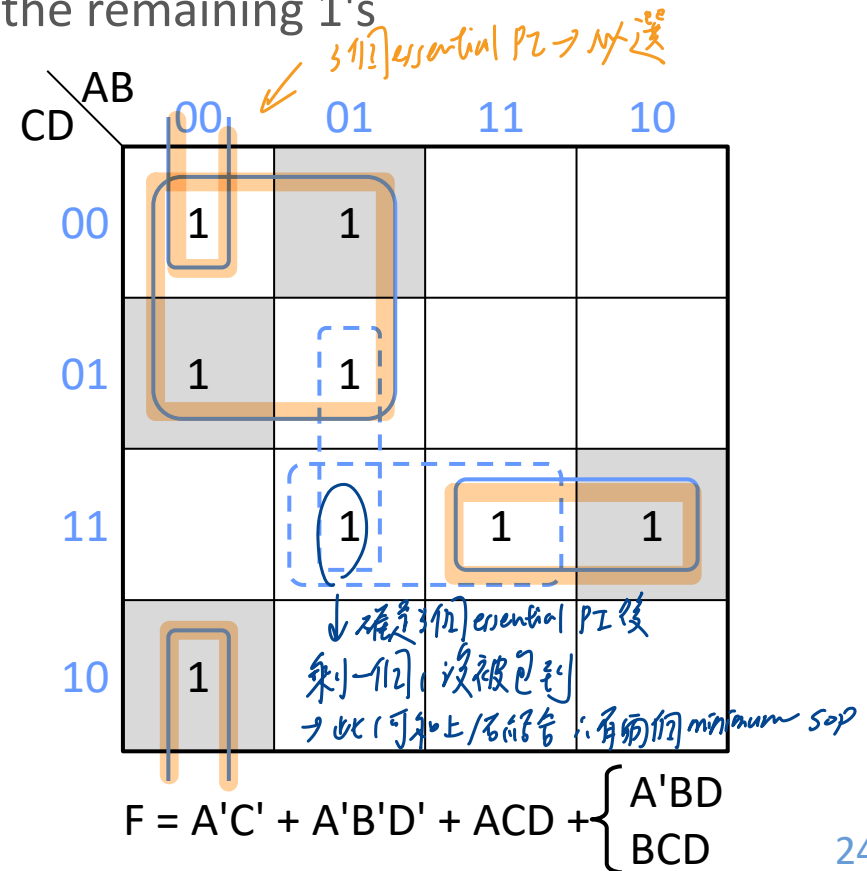 the remaining 1's
3個essential PI → 必選
AB
CD
00 01 11 10
00 1 1
01 1 1
11 1 1 1
10 1
↓ 確定3個essential PI後
剩一個1沒被包到
→ 此1可和上/右結合 ∴有兩個minimum sop
F = A'C' + A'B'D' + ACD + { A'BD
BCD
24